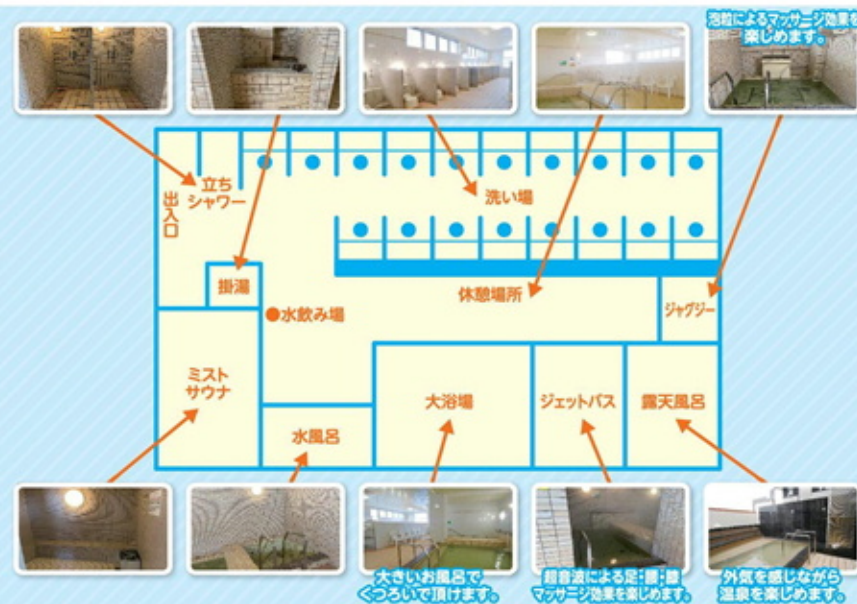 泡粒によるマッサージ効果を
楽しめます。
立ち
シャワー
出入口
洗い場
掛湯
休憩場所
ジャグジー
●水飲み場
ミスト
サウナ
大浴場
ジェットバス
露天風呂
水風呂
大きいお風呂で
くつろいで頂けます。
超音波による足・腰・膝
マッサージ効果を楽しめます。
外気を感じながら
温泉を楽しめます。